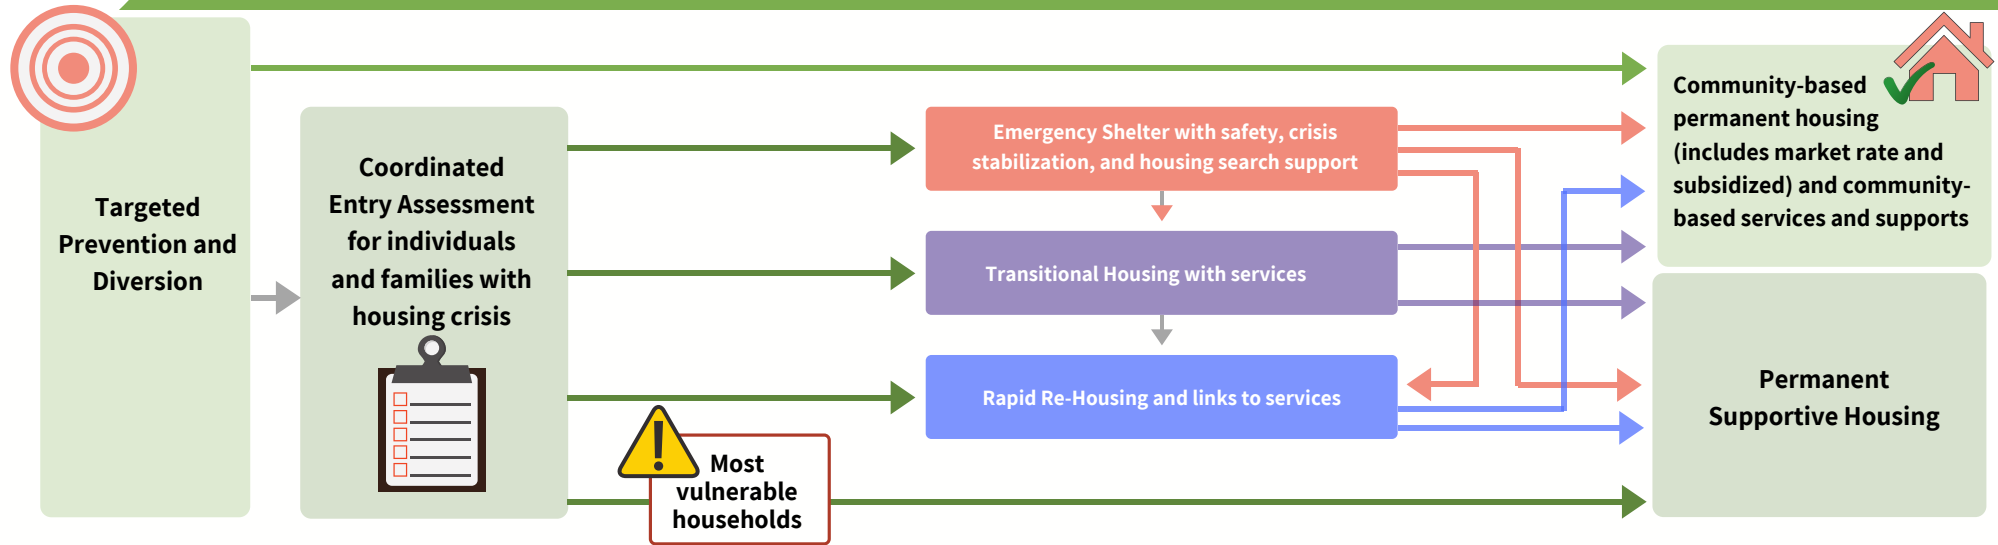 Targeted
Prevention and
Diversion
Coordinated
Entry Assessment
for individuals
and families with
housing crisis
Most
vulnerable
households
Emergency Shelter with safety, crisis
stabilization, and housing search support
Transitional Housing with services
Rapid Re-Housing and links to services
Community-based
permanent housing
(includes market rate and
subsidized) and community-
based services and supports
Permanent
Supportive Housing